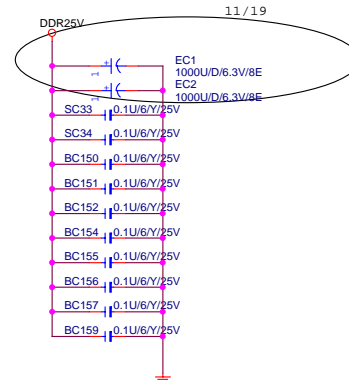 11/19
DDR25V
EC1
1 + 1000U/D/6.3V/8E
EC2
1 + 1000U/D/6.3V/8E
SC33 0.1U/6/Y/25V
SC34 0.1U/6/Y/25V
BC150 0.1U/6/Y/25V
BC151 0.1U/6/Y/25V
BC152 0.1U/6/Y/25V
BC154 0.1U/6/Y/25V
BC155 0.1U/6/Y/25V
BC156 0.1U/6/Y/25V
BC157 0.1U/6/Y/25V
BC159 0.1U/6/Y/25V